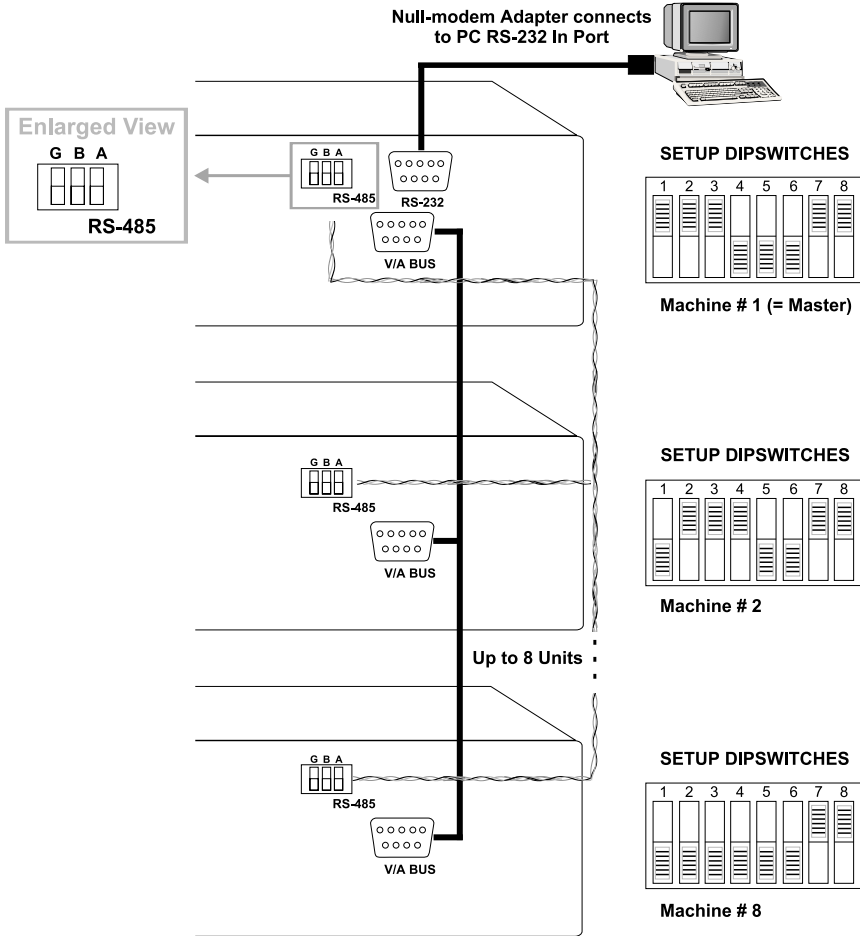 Null-modem Adapter connects
to PC RS-232 In Port
Enlarged View
G B A
RS-485
G B A
RS-485
RS-232
V/A BUS
SETUP DIPSWITCHES
1 2 3 4 5 6 7 8
Machine # 1 (= Master)
G B A
RS-485
V/A BUS
SETUP DIPSWITCHES
1 2 3 4 5 6 7 8
Machine # 2
Up to 8 Units
G B A
RS-485
V/A BUS
SETUP DIPSWITCHES
1 2 3 4 5 6 7 8
Machine # 8